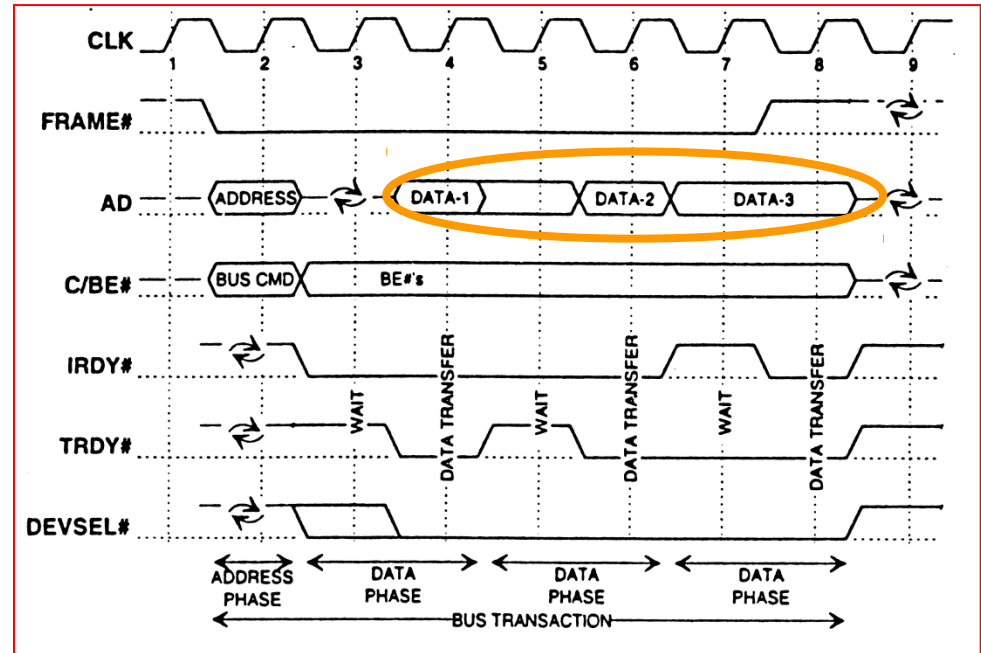 CLK
1 2 3 4 5 6 7 8 9
FRAME#
AD ADDRESS DATA-1 DATA-2 DATA-3
C/BE# BUS CMD BE#'s
IRDY#
WAIT DATA TRANSFER WAIT DATA TRANSFER WAIT DATA TRANSFER
TRDY#
DEVSEL#
ADDRESS PHASE
DATA PHASE
DATA PHASE
DATA PHASE
BUS TRANSACTION